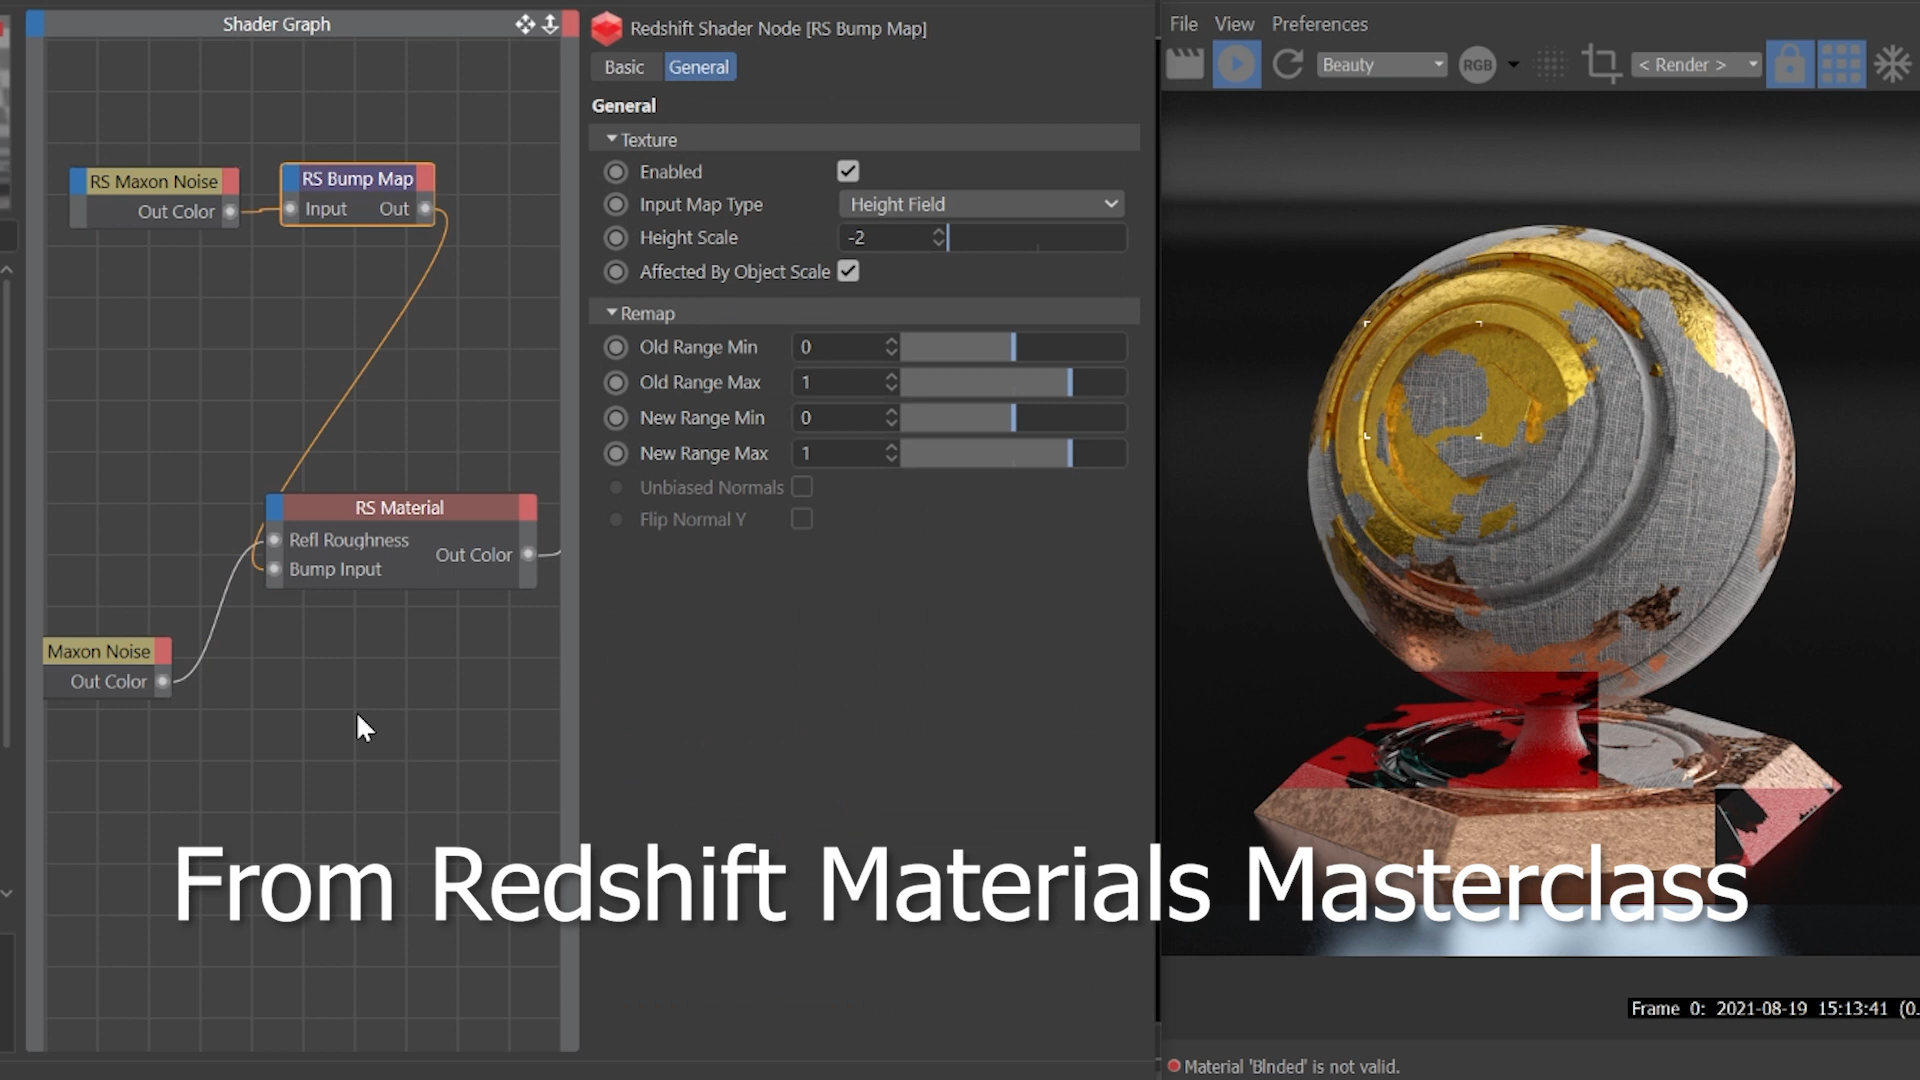 Shader Graph
RS Maxon Noise
Out Color
RS Bump Map
Input Out
RS Material
Refl Roughness
Bump Input
Out Color
Maxon Noise
Out Color
Redshift Shader Node [RS Bump Map]
Basic General
General
Texture
Enabled
Input Map Type Height Field
Height Scale -2
Affected By Object Scale
Remap
Old Range Min 0
Old Range Max 1
New Range Min 0
New Range Max 1
Unbiased Normals
Flip Normal Y
File View Preferences
Beauty RGB < Render >
From Redshift Materials Masterclass
Frame 0: 2021-08-19 15:13:41 (0.
Material 'Blnded' is not valid.